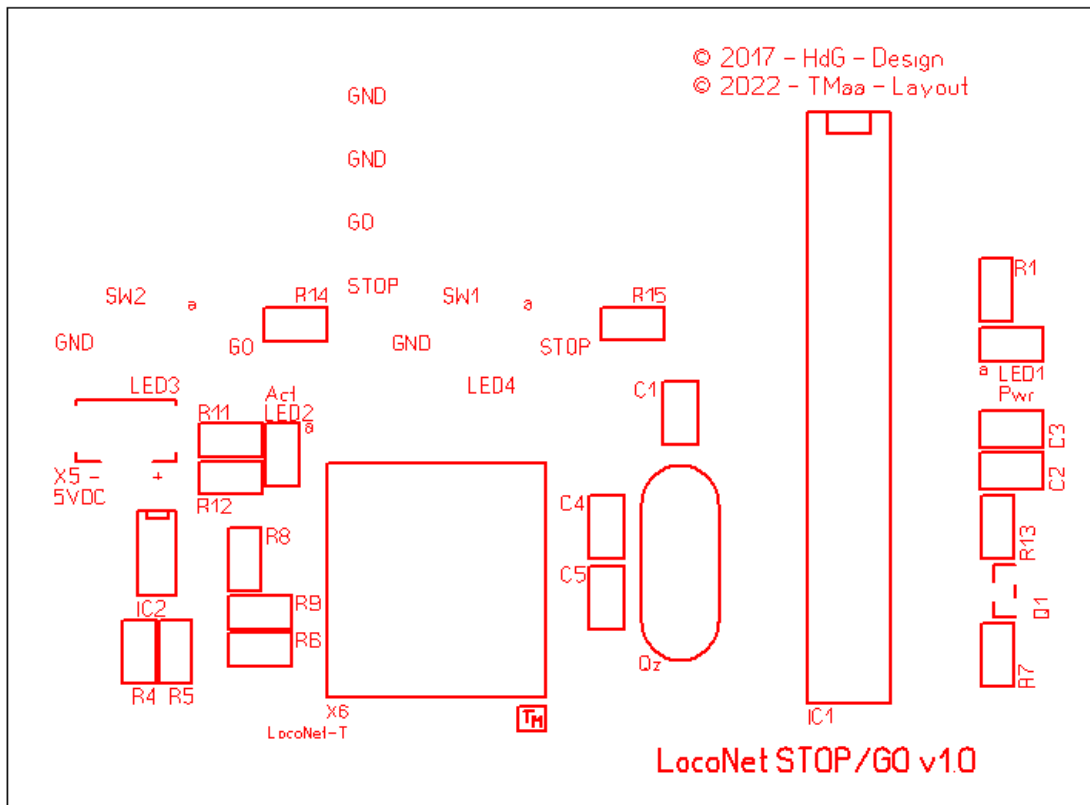 © 2017 - HdG - Design
© 2022 - TMaa - Layout
GND
GND
GO
STOP
SW2
a
R14
SW1
a
R15
R1
GND
GO
GND
STOP
a
LED1
Pwr
LED3
Act
LED2
LED4
C1
R11
a
C3
X5 -
+
5VDC
R12
C2
C4
R8
R13
C5
IC2
R9
Q1
R6
Qz
R4
R5
R7
X6
TM
LocoNet-T
IC1
LocoNet STOP/GO v1.0